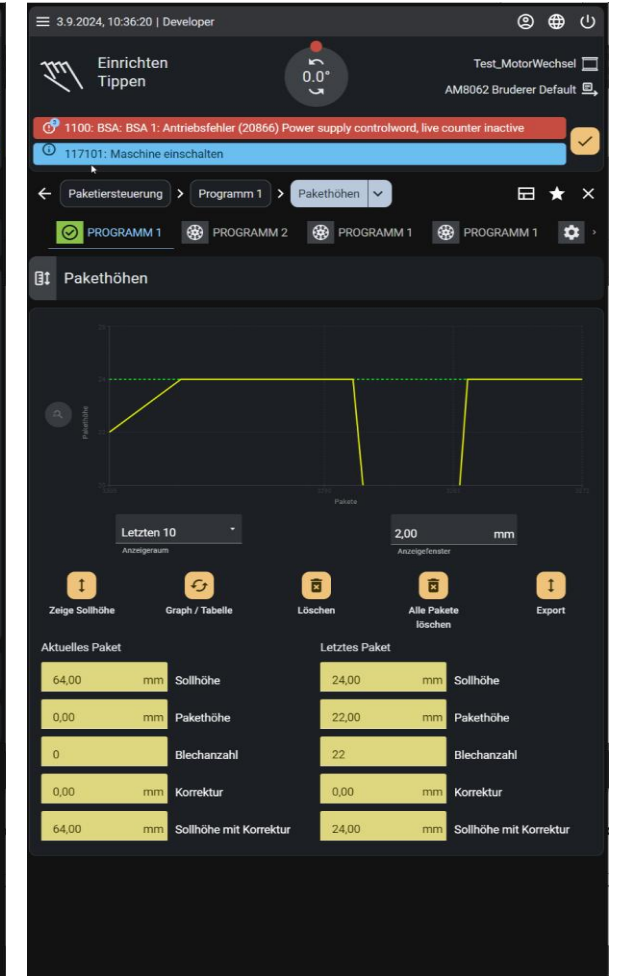 3.9.2024, 10:36:20 | Developer
Einrichten
Tippen
0.0°
Test_MotorWechsel
AM8062 Bruderer Default
1100: BSA: BSA 1: Antriebsfehler (20866) Power supply controlword, live counter inactive
117101: Maschine einschalten
Paketiersteuerung > Programm 1 > Pakethöhen
PROGRAMM 1 PROGRAMM 2 PROGRAMM 1 PROGRAMM 1
Pakethöhen
24
Pakethöhe
Pakete
Letzten 10
2,00 mm
Anzeigeraum
Anzeigefenster
Zeige Sollhöhe
Graph / Tabelle
Löschen
Alle Pakete
löschen
Export
Aktuelles Paket
Letztes Paket
64,00 mm Sollhöhe
24,00 mm Sollhöhe
0,00 mm Pakethöhe
22,00 mm Pakethöhe
0 Blechanzahl
22 Blechanzahl
0,00 mm Korrektur
0,00 mm Korrektur
64,00 mm Sollhöhe mit Korrektur
24,00 mm Sollhöhe mit Korrektur